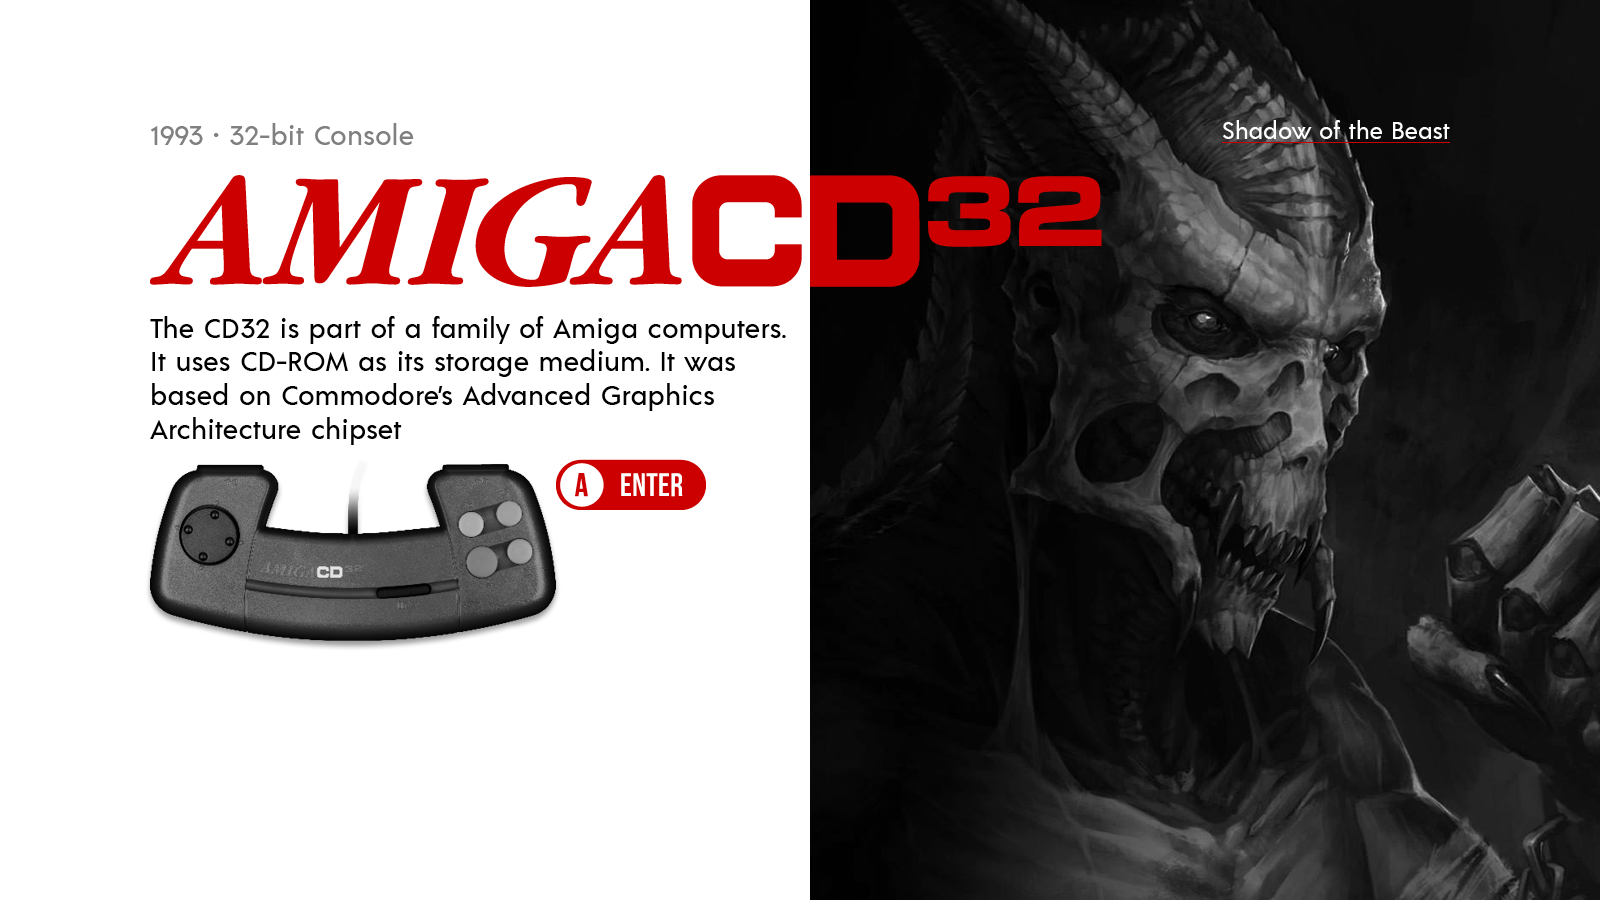 1993 · 32-bit Console
Shadow of the Beast
AMIGACD32
The CD32 is part of a family of Amiga computers.
It uses CD-ROM as its storage medium. It was
based on Commodore's Advanced Graphics
Architecture chipset
A ENTER
AMIGACD32